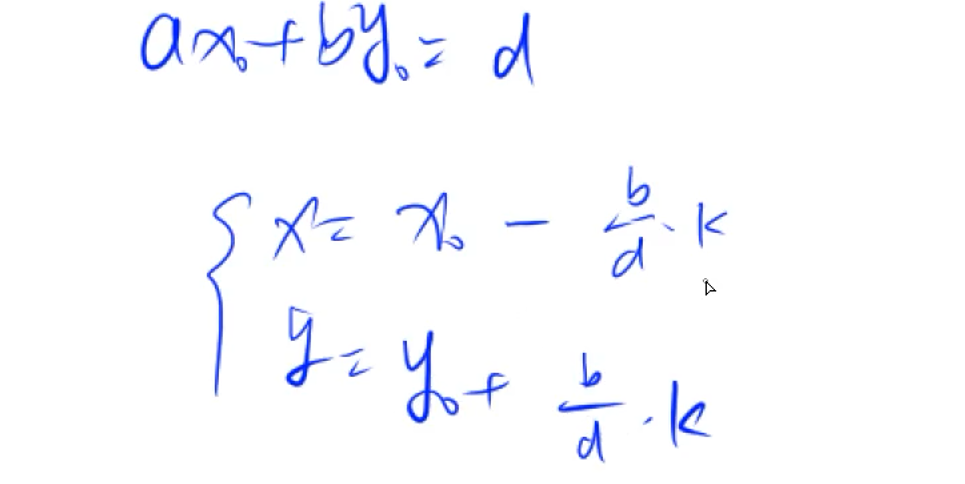 ax₀+by₀= d
x= x₀ - b/d · k
y= y₀+ b/d · k